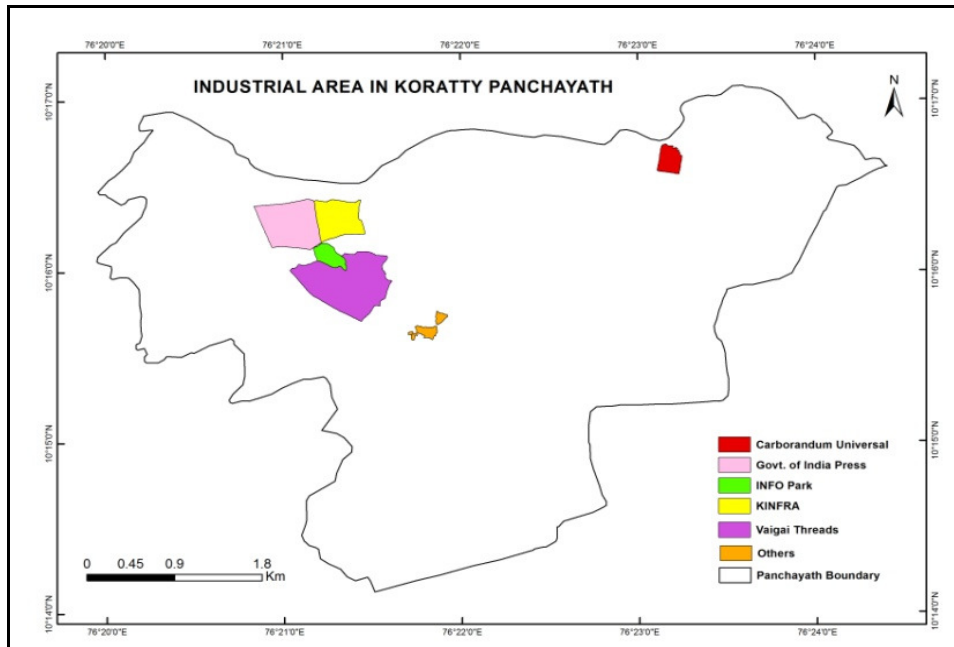 76°20'0"E 76°21'0"E 76°22'0"E 76°23'0"E 76°24'0"E
INDUSTRIAL AREA IN KORATTY PANCHAYATH
N
10°17'0"N 10°17'0"N
10°16'0"N 10°16'0"N
10°15'0"N 10°15'0"N
Carborandum Universal
Govt. of India Press
INFO Park
KINFRA
Vaigai Threads
Others
Panchayath Boundary
0 0.45 0.9 1.8
Km
10°14'0"N 10°14'0"N
76°20'0"E 76°21'0"E 76°22'0"E 76°23'0"E 76°24'0"E